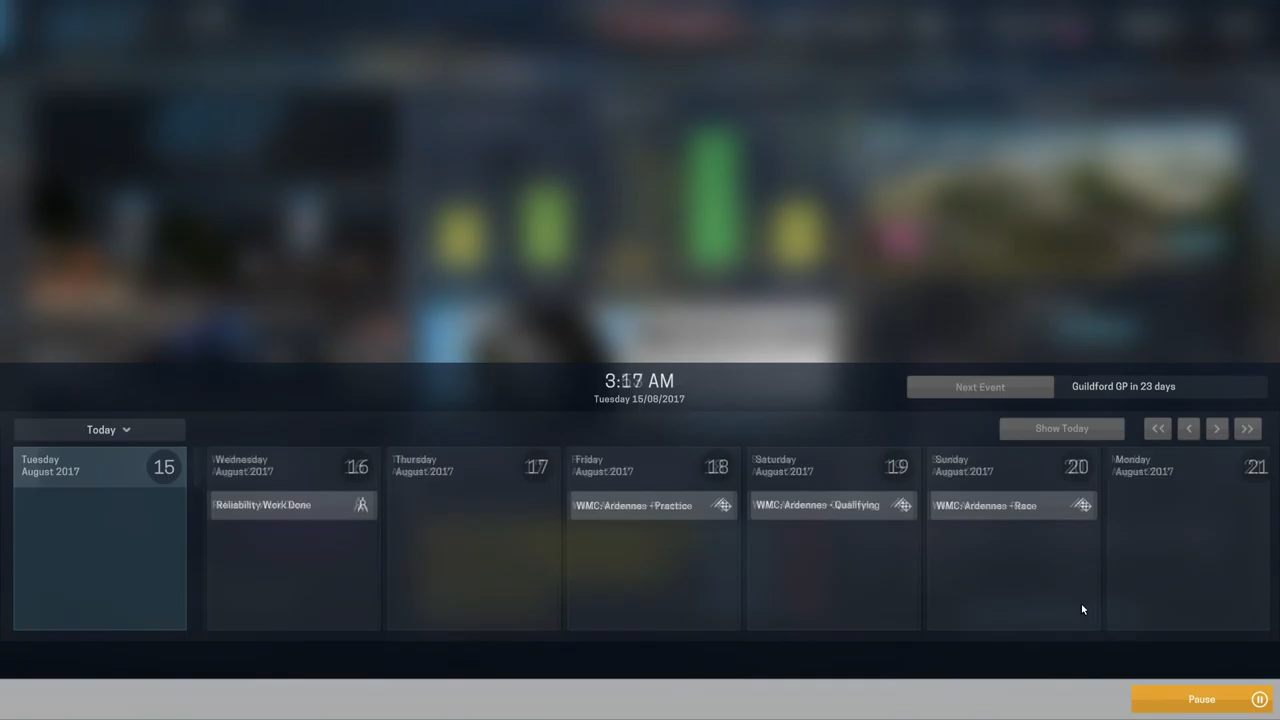 3:17 AM
Tuesday 15/08/2017
Next Event
Guildford GP in 23 days
Today
Show Today
Tuesday
August 2017
15
Wednesday
August 2017
16
Thursday
August 2017
17
Friday
August 2017
18
Saturday
August 2017
19
Sunday
August 2017
20
Monday
August 2017
21
Reliability Work Done
WMC: Ardennes - Practice
WMC: Ardennes - Qualifying
WMC: Ardennes - Race
Pause